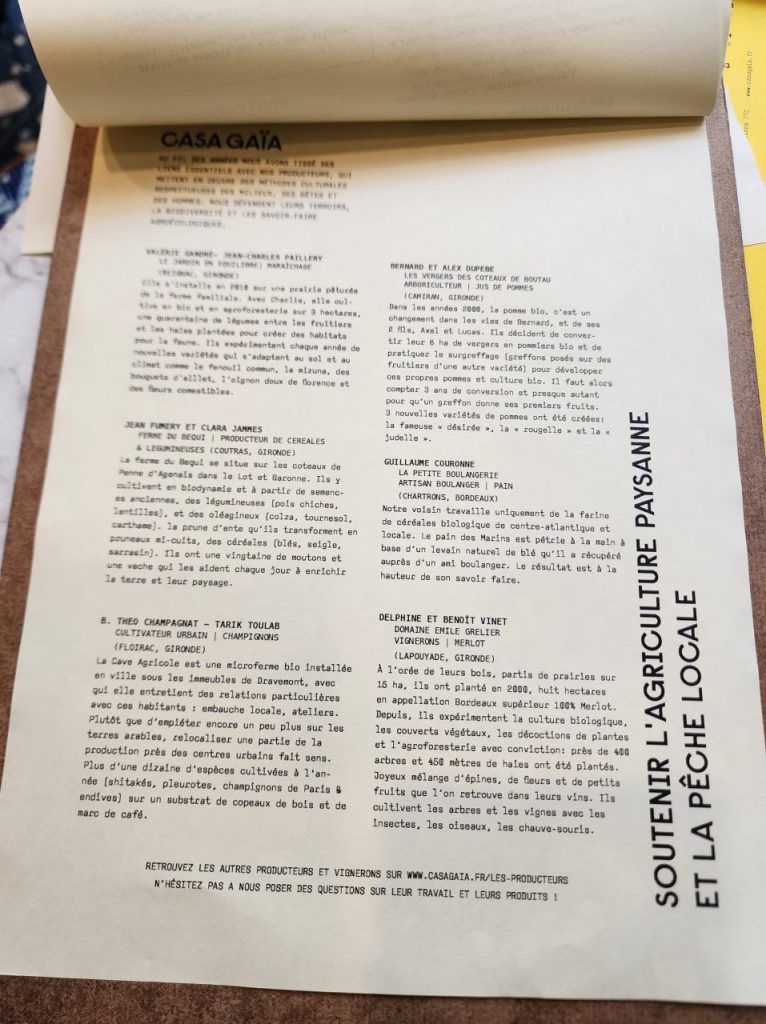 CASA GAÏA
AU FIL DES ANNÉES NOUS AVONS TISSÉ DES
LIENS ESSENTIELS AVEC NOS PRODUCTEURS, QUI
METTENT EN OEUVRE DES MÉTHODES CULTURALES
RESPECTUEUSES DES MILIEUX, DES BÊTES ET
DES HOMMES. NOUS DÉFENDENT LEURS TERROIRS,
LA BIODIVERSITÉ ET LES SAVOIR-FAIRE
AGROÉCOLOGIQUES.
VALÉRIE GANDRÉ- JEAN-CHARLES PAILLERY
LE JARDIN EN EQUILIBRE| MARAÎCHAGE
GIRONDE)
Elle s'installe en 2010 sur une prairie pâturée
de la ferme familiale. Avec Charlie, elle cul-
tive en bio et en agroforesterie sur 3 hectares,
une quarantaine de légumes entre les fruitiers
et les haies plantées pour créer des habitats
pour la faune. Ils expérimentent chaque année de
nouvelles variétés qui s'adaptent au sol et au
climat comme le fenouil commun, la mizuna, des
bouquets d'aillet, l'oignon doux de florence et
des fleurs comestibles.
JEAN FUMERY ET CLARA JAMMES
FERME DU BEQUI | PRODUCTEUR DE CEREALES
& LEGUMINEUSES (COUTRAS, GIRONDE)
La ferme du Bequi se situe sur les coteaux de
Penne d'Agenais dans le Lot et Garonne. Ils y
cultivent en biodynamie et à partir de semenc-
es anciennes, des légumineuses (pois chiches,
lentilles), et des oléagineux (colza, tournesol,
carthame). la prune d'ente qu'ils transforment en
pruneaux mi-cuits, des céréales (blés, seigle,
sarrasin). Ils ont une vingtaine de moutons et
une vache qui les aident chaque jour à enrichir
la terre et leur paysage.
B. THEO CHAMPAGNAT – TARIK TOULAB
CULTIVATEUR URBAIN | CHAMPIGNONS
(FLOIRAC, GIRONDE)
La Cave Agricole est une microferme bio installée
en ville sous les immeubles de Dravemont, avec
qui elle entretient des relations particulières
avec ces habitants : embauche locale, ateliers.
Plutôt que d'empiéter encore un peu plus sur les
terres arables, relocaliser une partie de la
production près des centres urbains fait sens.
Plus d'une dizaine d'espèces cultivées à l'an-
née (shitakés, pleurotes, champignons de Paris &
endives) sur un substrat de copeaux de bois et de
marc de café.
BERNARD ET ALEX DUPEBE
LES VERGERS DES COTEAUX DE BOUTAU
ARBORICULTEUR | JUS DE POMMES
(CAMIRAN, GIRONDE)
Dans les années 2000, la pomme bio, c'est un
changement dans les vies de Bernard, et de ses
2 fils, Axel et Lucas. Ils décident de conver-
tir leur 6 ha de vergers en pommiers bio et de
pratiquer le surgreffage (greffons posés sur des
fruitiers d'une autre variété) pour développer
ces propres pommes et culture bio. Il faut alors
compter 3 ans de conversion et presque autant
pour qu'un greffon donne ses premiers fruits.
3 nouvelles variétés de pommes ont été créées:
la fameuse « désirée », la « rougelle » et la «
judelle ».
GUILLAUME COURONNE
LA PETITE BOULANGERIE
ARTISAN BOULANGER | PAIN
(CHARTRONS, BORDEAUX)
Notre voisin travaille uniquement de la farine
de céréales biologique de centre-atlantique et
locale. Le pain des Marins est pétrie à la main à
base d'un levain naturel de blé qu'il a récupéré
auprès d'un ami boulanger. Le résultat est à la
hauteur de son savoir faire.
DELPHINE ET BENOÎT VINET
DOMAINE EMILE GRELIER
VIGNERONS | MERLOT
(LAPOUYADE, GIRONDE)
À l'orée de leurs bois, partis de prairies sur
15 ha, ils ont planté en 2000, huit hectares
en appellation Bordeaux supérieur 100% Merlot.
Depuis, ils expérimentent la culture biologique,
les couverts végétaux, les décoctions de plantes
et l'agroforesterie avec conviction: près de 400
arbres et 450 mètres de haies ont été plantés.
Joyeux mélange d'épines, de fleurs et de petits
fruits que l'on retrouve dans leurs vins. Ils
cultivent les arbres et les vignes avec les
insectes, les oiseaux, les chauve-souris.
SOUTENIR L'AGRICULTURE PAYSANNE
ET LA PÊCHE LOCALE
RETROUVEZ LES AUTRES PRODUCTEURS ET VIGNERONS SUR WWW.CASAGAIA.FR/LES-PRODUCTEURS
N'HÉSITEZ PAS A NOUS POSER DES QUESTIONS SUR LEUR TRAVAIL ET LEURS PRODUITS !
www.casagaia.fr